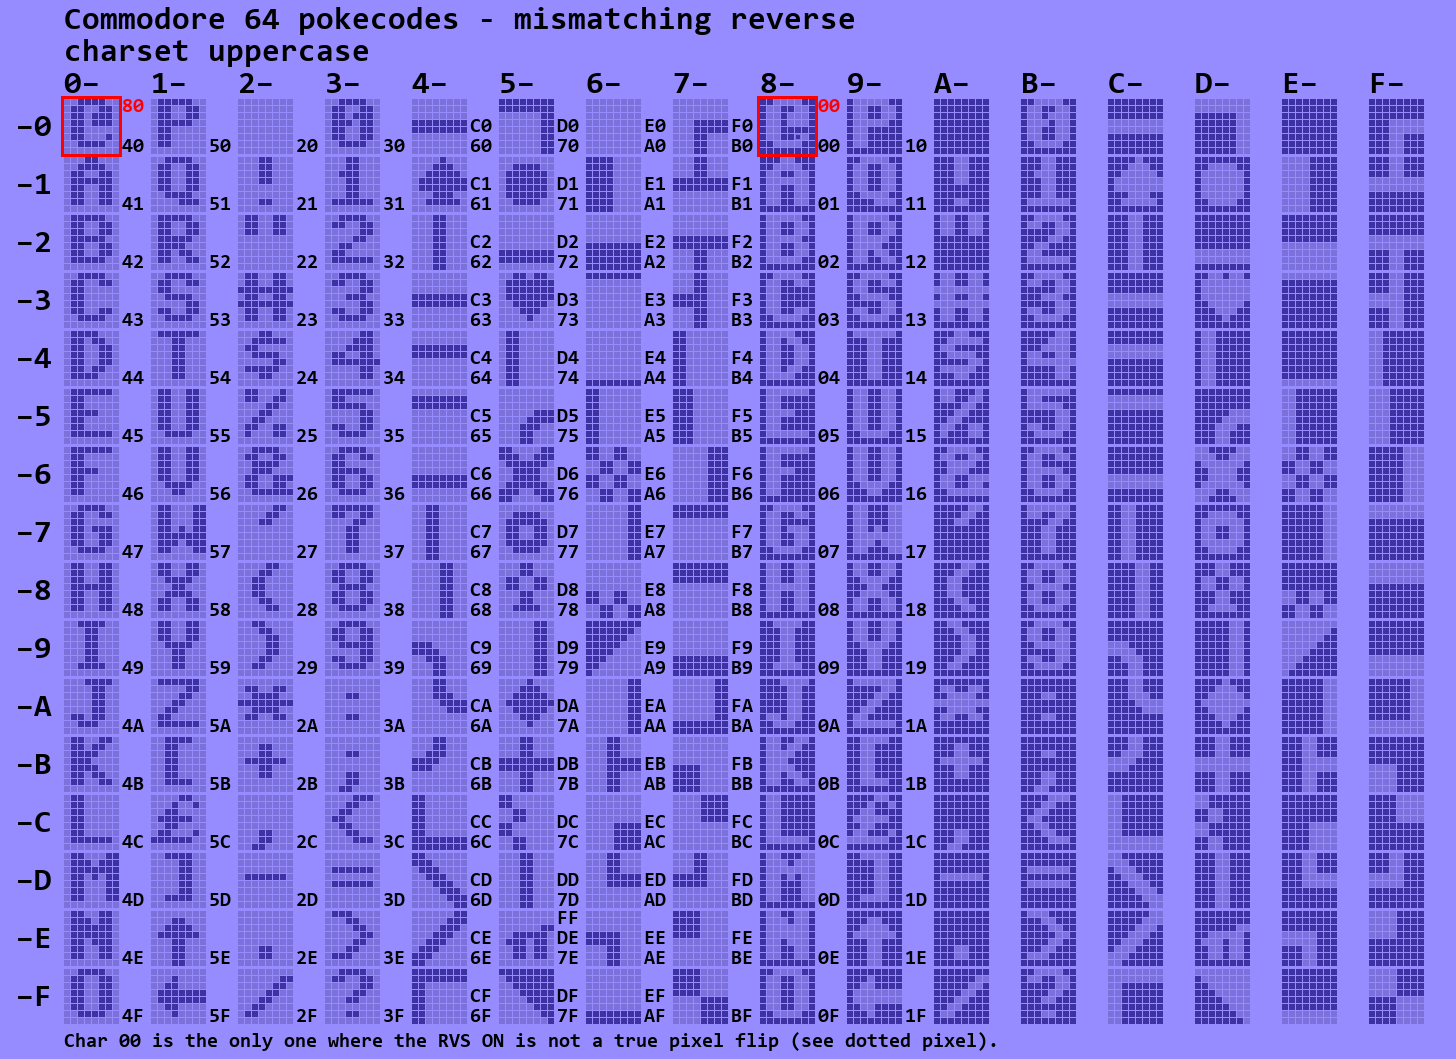 Commodore 64 pokecodes - mismatching reverse
charset uppercase
0- 1- 2- 3- 4- 5- 6- 7- 8- 9- A- B- C- D- E- F-
80 00
-0 C0 D0 E0 F0
40 50 20 30 60 70 A0 B0 00 10
-1 C1 D1 E1 F1
41 51 21 31 61 71 A1 B1 01 11
-2 C2 D2 E2 F2
42 52 22 32 62 72 A2 B2 02 12
-3 C3 D3 E3 F3
43 53 23 33 63 73 A3 B3 03 13
-4 C4 D4 E4 F4
44 54 24 34 64 74 A4 B4 04 14
-5 C5 D5 E5 F5
45 55 25 35 65 75 A5 B5 05 15
-6 C6 D6 E6 F6
46 56 26 36 66 76 A6 B6 06 16
-7 C7 D7 E7 F7
47 57 27 37 67 77 A7 B7 07 17
-8 C8 D8 E8 F8
48 58 28 38 68 78 A8 B8 08 18
-9 C9 D9 E9 F9
49 59 29 39 69 79 A9 B9 09 19
-A CA DA EA FA
4A 5A 2A 3A 6A 7A AA BA 0A 1A
-B CB DB EB FB
4B 5B 2B 3B 6B 7B AB BB 0B 1B
-C CC DC EC FC
4C 5C 2C 3C 6C 7C AC BC 0C 1C
-D CD DD ED FD
4D 5D 2D 3D 6D 7D AD BD 0D 1D
FF
-E CE DE EE FE
4E 5E 2E 3E 6E 7E AE BE 0E 1E
-F CF DF EF
4F 5F 2F 3F 6F 7F AF BF 0F 1F
Char 00 is the only one where the RVS ON is not a true pixel flip (see dotted pixel).